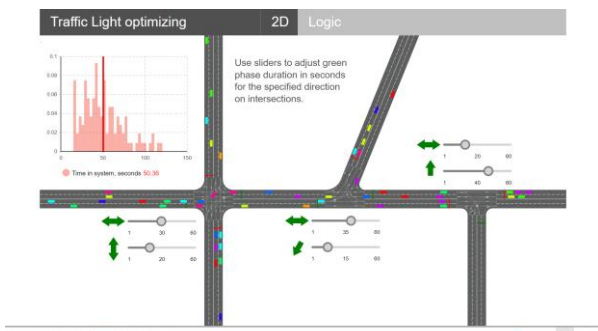 Traffic Light optimizing
2D
Logic
Use sliders to adjust green
phase duration in seconds
for the specified direction
on intersections.
0.1
0.08
0.06
0.04
0.02
0
0 50 100 150
Time in system, seconds 50.36
1 20 60
1 40 60
1 30 60
1 20 60
1 35 60
1 15 60